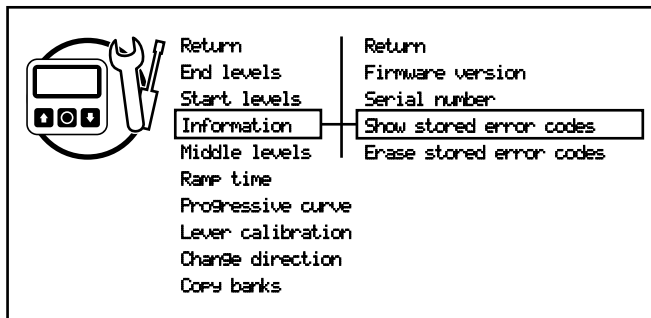 Return
End levels
Start levels
Information
Middle levels
Ramp time
Progressive curve
Lever calibration
Change direction
Copy banks
Return
Firmware version
Serial number
Show stored error codes
Erase stored error codes